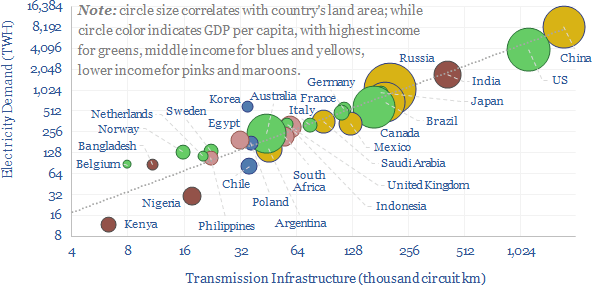 Note: circle size correlates with country's land area; while
circle color indicates GDP per capita, with highest income
for greens, middle income for blues and yellows,
lower income for pinks and maroons.
Electricity Demand (TWH)
16,384
8,192
4,096
2,048
1,024
512
256
128
64
32
16
8
Russia
China
Germany
India
US
Korea
Australia
France
Japan
Netherlands
Sweden
Italy
Brazil
Norway
Egypt
Canada
Bangladesh
Mexico
Belgium
Saudi Arabia
South
Africa
United Kingdom
Chile
Nigeria
Poland
Indonesia
Kenya
Philippines
Argentina
4
8
16
32
64
128
256
512
1,024
Transmission Infrastructure (thousand circuit km)